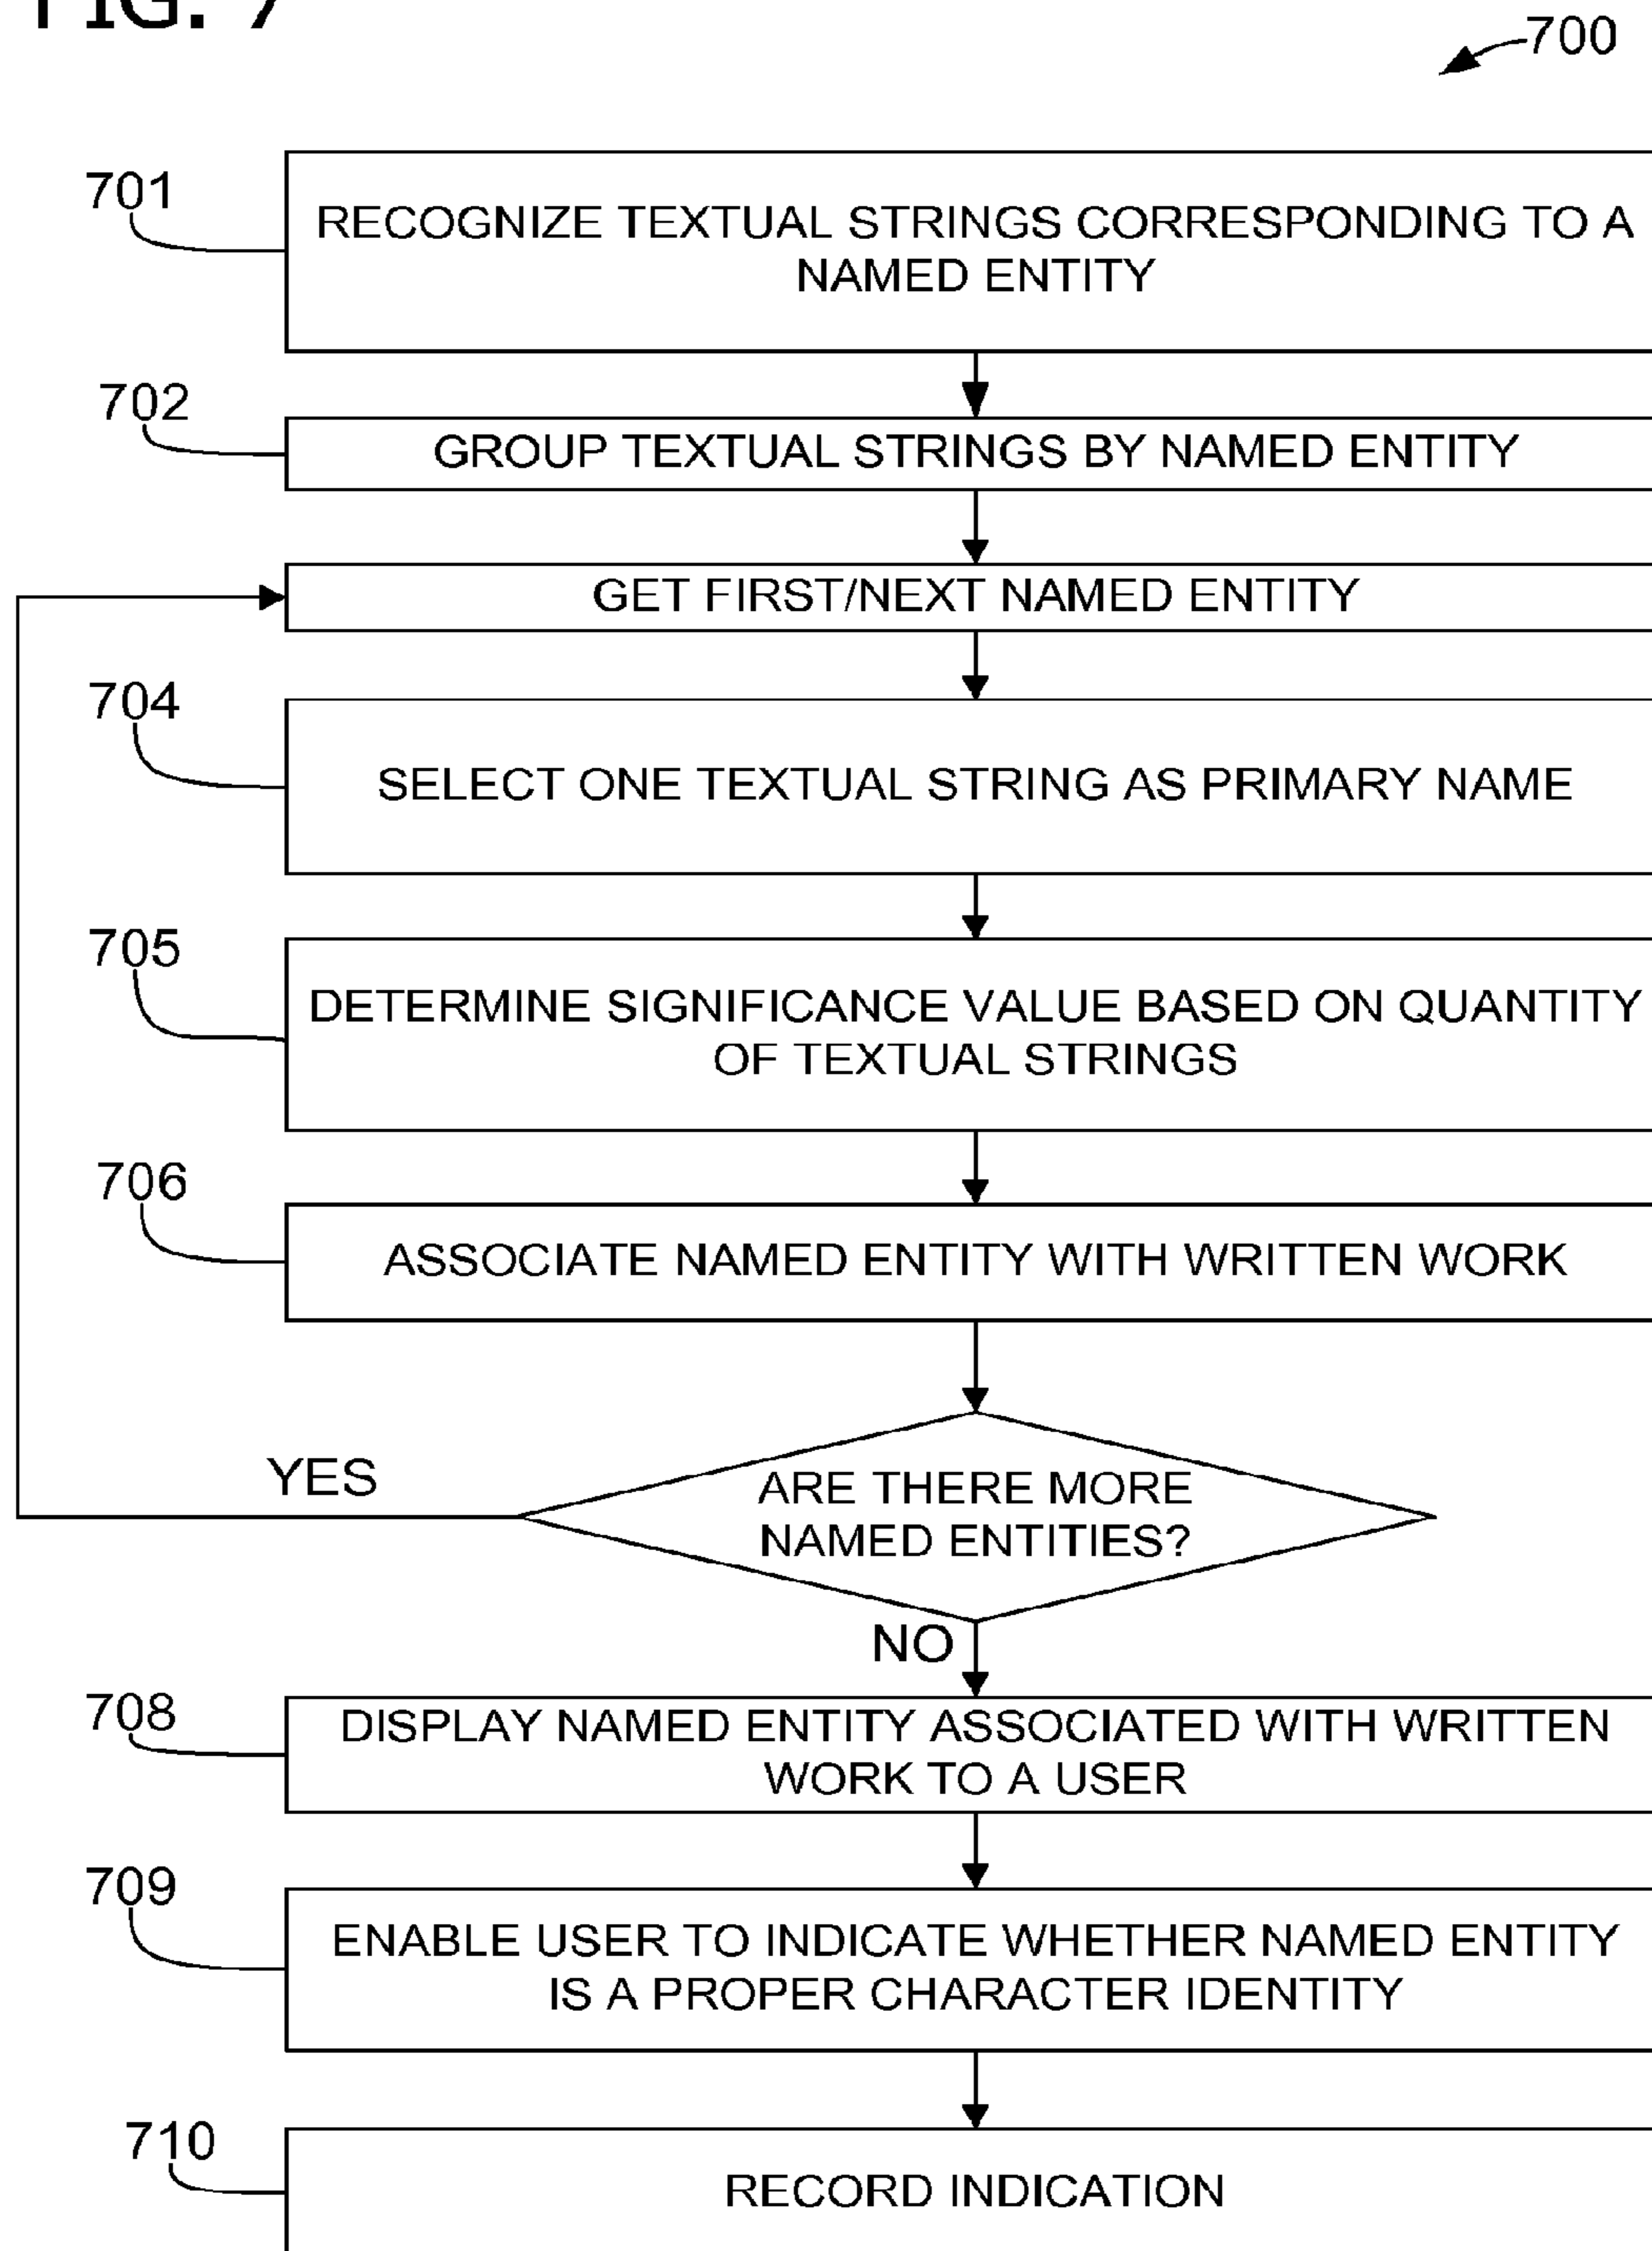 FIG. 7
700
701
RECOGNIZE TEXTUAL STRINGS CORRESPONDING TO A
NAMED ENTITY
702
GROUP TEXTUAL STRINGS BY NAMED ENTITY
GET FIRST/NEXT NAMED ENTITY
704
SELECT ONE TEXTUAL STRING AS PRIMARY NAME
705
DETERMINE SIGNIFICANCE VALUE BASED ON QUANTITY
OF TEXTUAL STRINGS
706
ASSOCIATE NAMED ENTITY WITH WRITTEN WORK
YES
ARE THERE MORE
NAMED ENTITIES?
NO
708
DISPLAY NAMED ENTITY ASSOCIATED WITH WRITTEN
WORK TO A USER
709
ENABLE USER TO INDICATE WHETHER NAMED ENTITY
IS A PROPER CHARACTER IDENTITY
710
RECORD INDICATION